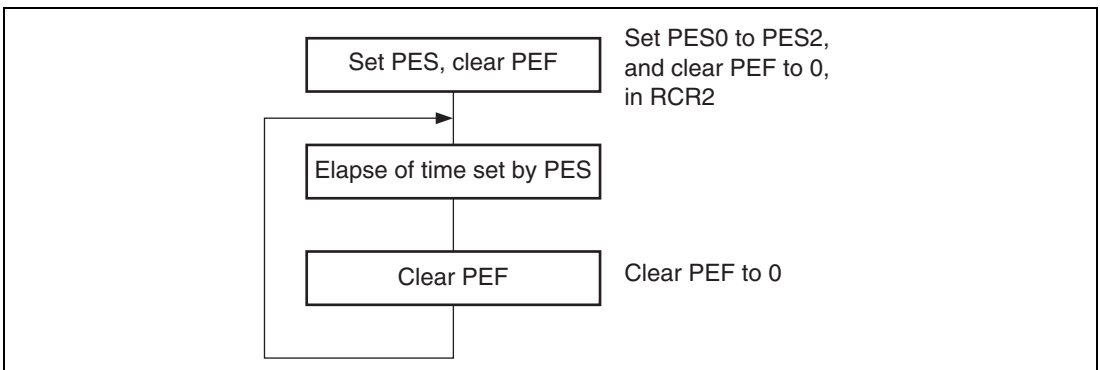 Set PES, clear PEF
Set PES0 to PES2,
and clear PEF to 0,
in RCR2
Elapse of time set by PES
Clear PEF
Clear PEF to 0